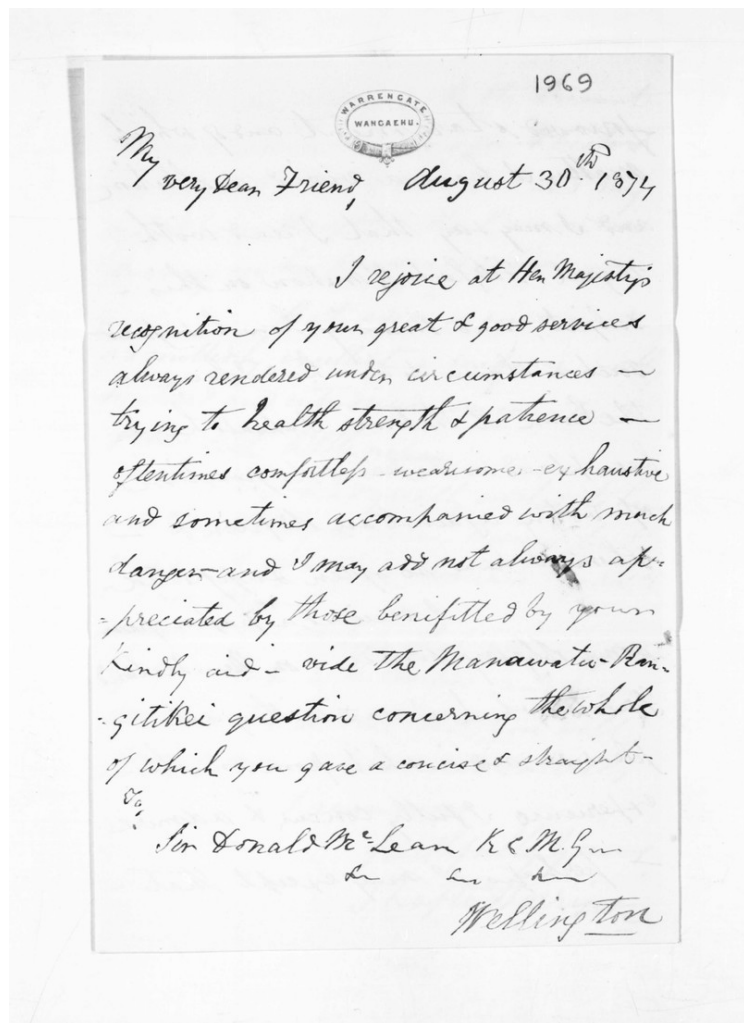 1969
WARRENGATE
WANGAEHU.
My very Dear Friend, August 30th. 1874
I rejoice at Her Majesty's
recognition of your great & good services
always rendered under circumstances —
trying to health strength & patience —
oftentimes comfortless - wearisome - exhaustive
and sometimes accompanied with much
danger - and I may add not always ap=
=preciated by those benifitted by your
kindly aid - vide the Manawatu - Ran=
=gitikei question concerning the whole
of which you gave a concise & straight-
To,
Sir Donald McLean K C M.G
Wellington